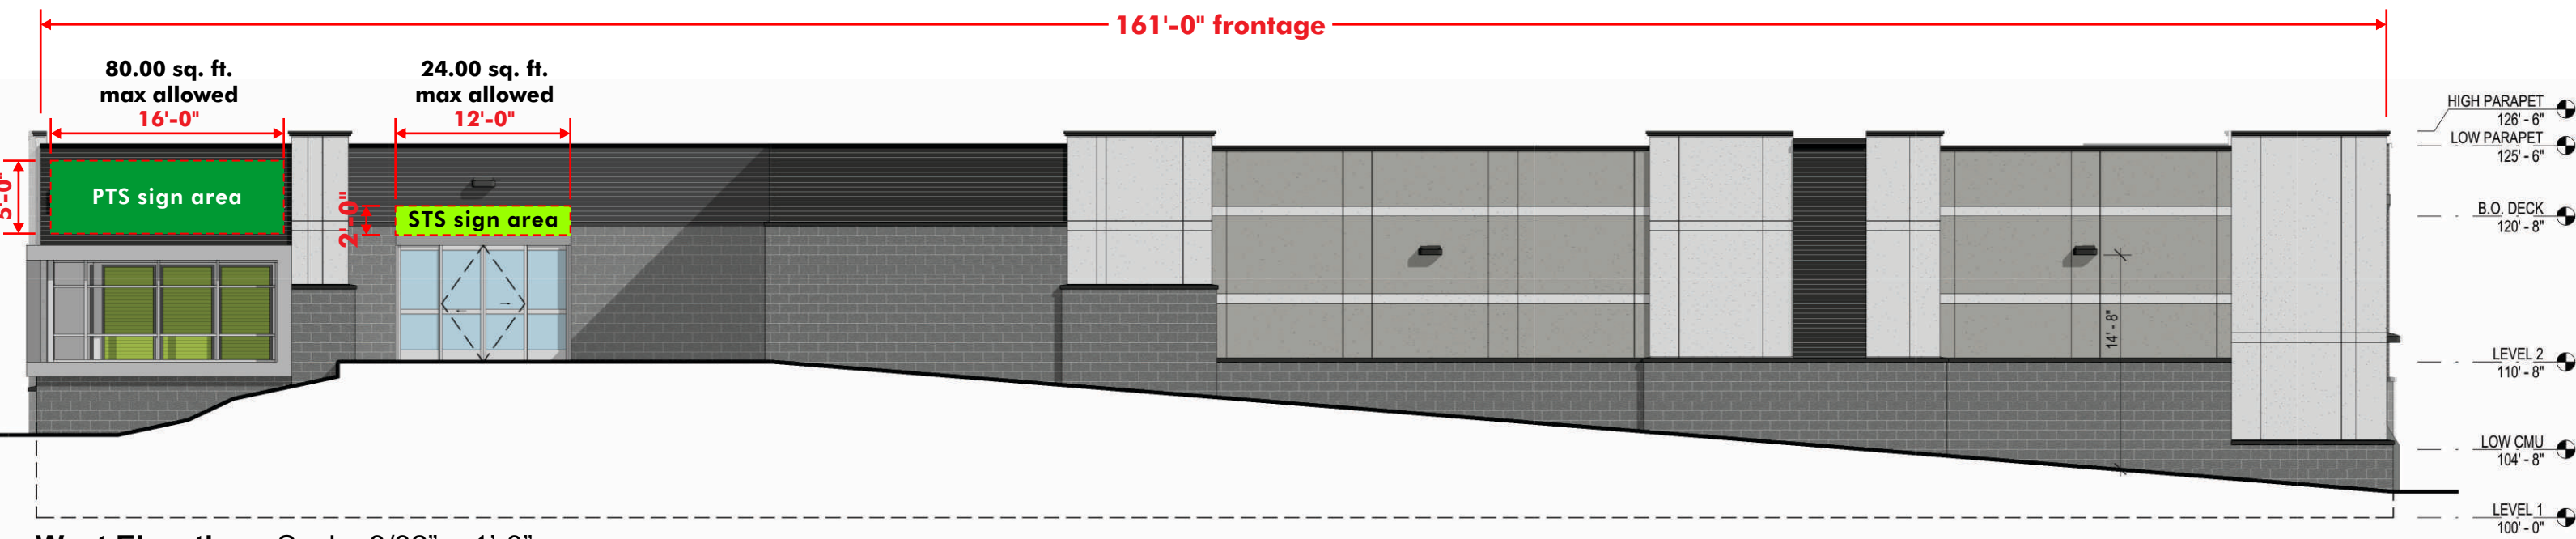 161'-0" frontage
80.00 sq. ft.
max allowed
16'-0"
24.00 sq. ft.
max allowed
12'-0"
5'-0"
PTS sign area
2'-0"
STS sign area
14' - 8"
HIGH PARAPET
126' - 6"
LOW PARAPET
125' - 6"
B.O. DECK
120' - 8"
LEVEL 2
110' - 8"
LOW CMU
104' - 8"
LEVEL 1
100' - 0"